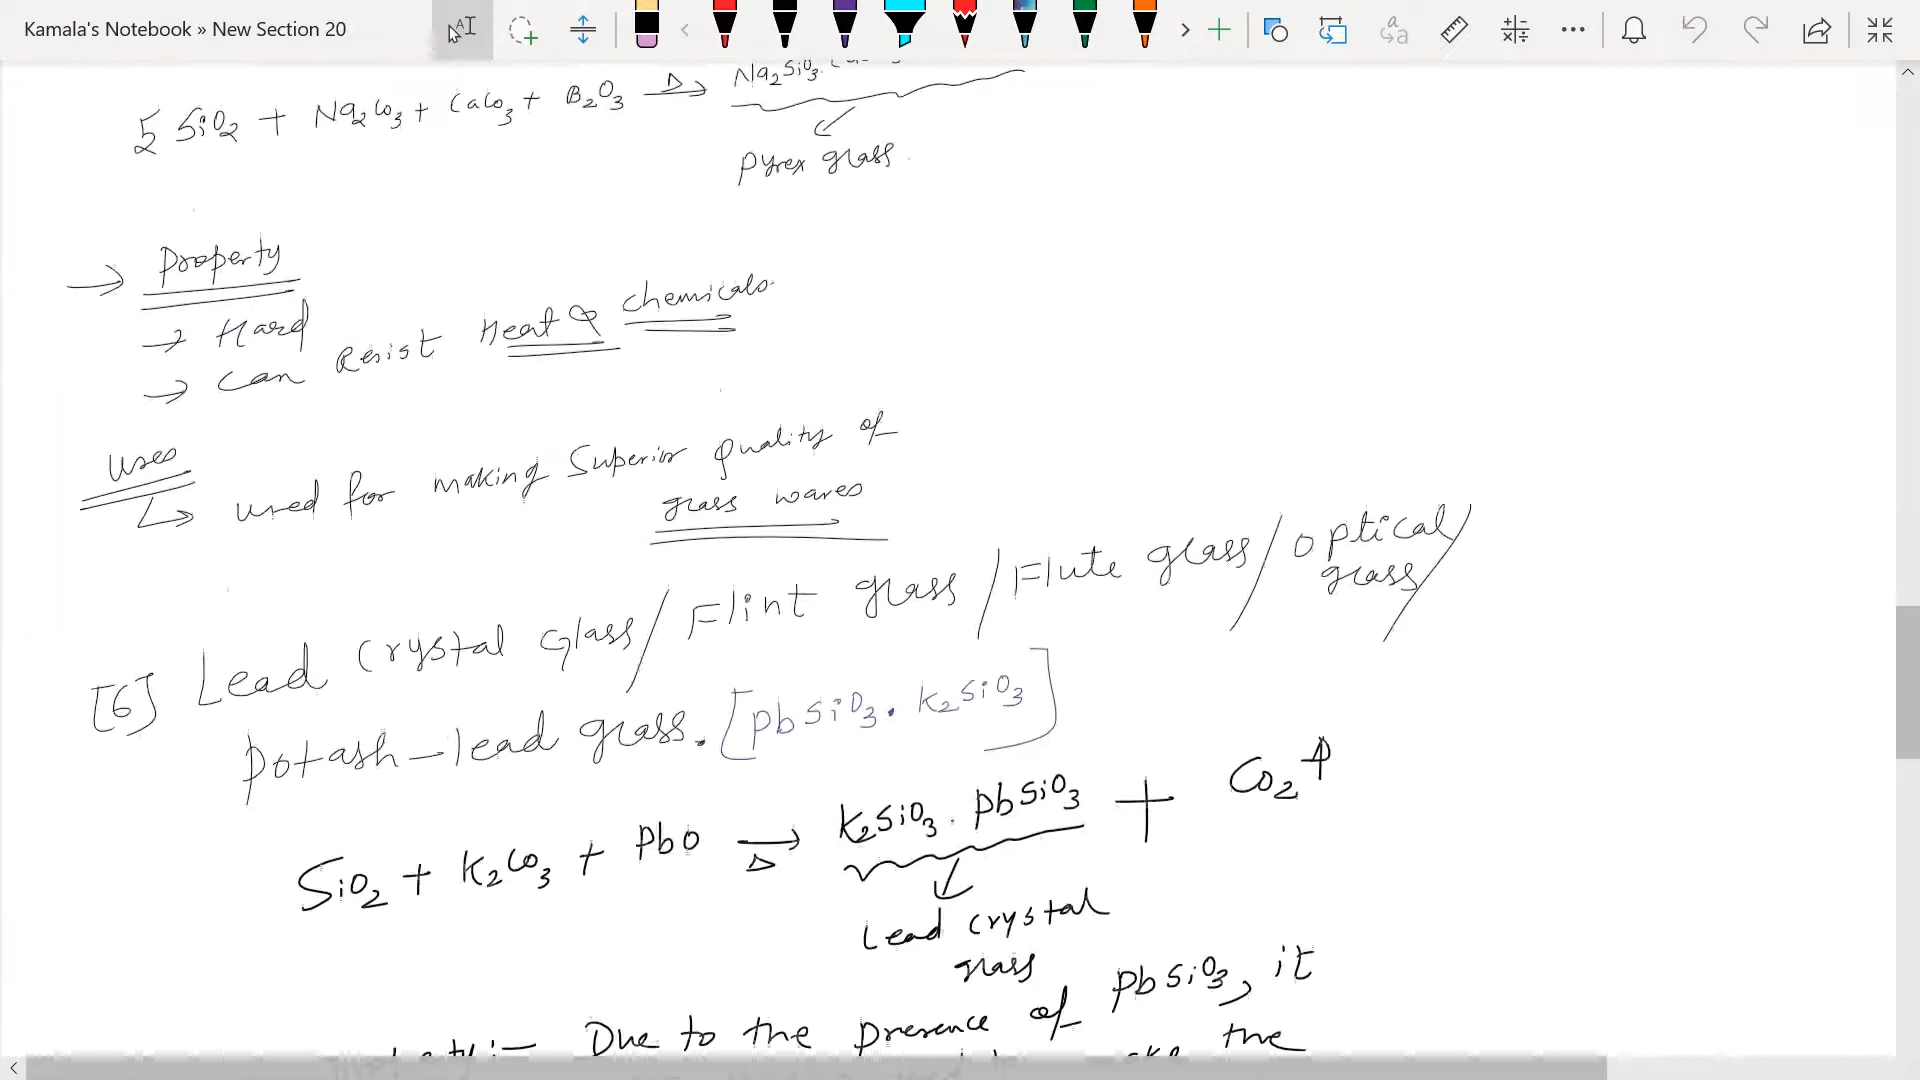 Kamala's Notebook » New Section 20
5 SiO2 + Na2CO3 + CaCO3 + B2O3 →Δ Na2SiO3.
Pyrex glass.
→ Property
→ Hard
→ Can Resist Heat & chemicals.
Uses
↳ used for making Superior quality of
glass wares
[6] Lead Crystal Glass/Flint glass/Flute glass/optical glass/
potash-lead glass. [PbSiO3. K2SiO3]
SiO2 + K2CO3 + PbO →Δ K2SiO3. PbSiO3 + CO2↑
Lead crystal
glass
Due to the presence of PbSiO3, it
the